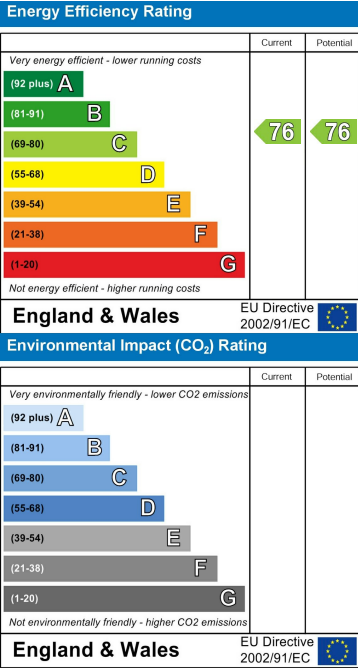 Energy Efficiency Rating
Current Potential
Very energy efficient - lower running costs
(92 plus) A
(81-91) B
(69-80) C
76 76
(55-68) D
(39-54) E
(21-38) F
(1-20) G
Not energy efficient - higher running costs
England & Wales
EU Directive
2002/91/EC
Environmental Impact (CO₂) Rating
Current Potential
Very environmentally friendly - lower CO2 emissions
(92 plus) A
(81-91) B
(69-80) C
(55-68) D
(39-54) E
(21-38) F
(1-20) G
Not environmentally friendly - higher CO2 emissions
England & Wales
EU Directive
2002/91/EC